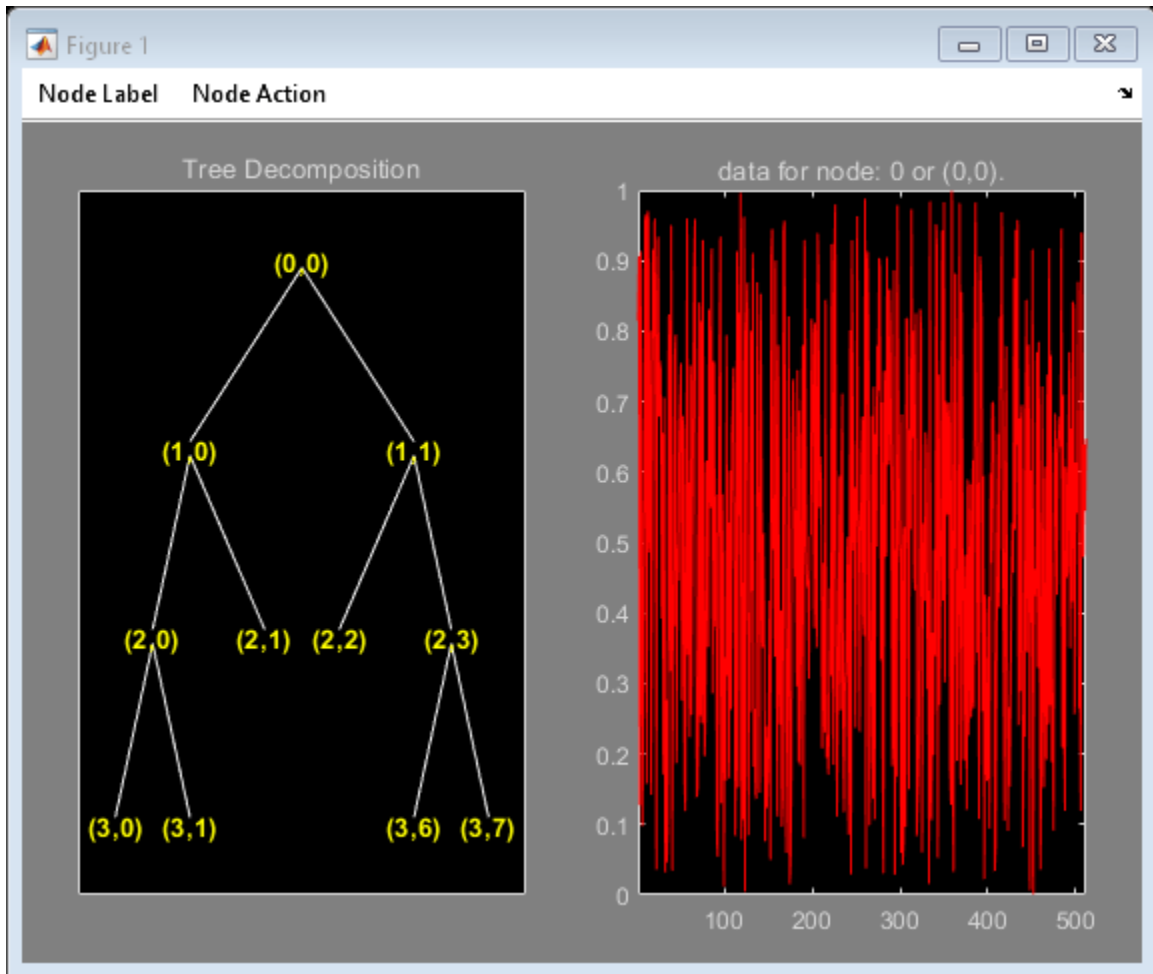 Figure 1
Node Label Node Action
Tree Decomposition
(0,0)
(1,0) (1,1)
(2,0) (2,1) (2,2) (2,3)
(3,0) (3,1) (3,6) (3,7)
data for node: 0 or (0,0).
1
0.9
0.8
0.7
0.6
0.5
0.4
0.3
0.2
0.1
0
100 200 300 400 500